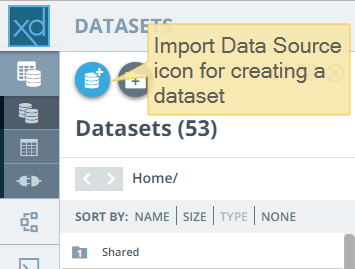 xd
DATASETS
Import Data Source
icon for creating a
dataset
Datasets (53)
Home/
SORT BY: NAME SIZE TYPE NONE
1 Shared